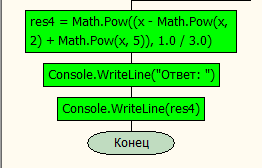 res4 = Math.Pow((x - Math.Pow(x,
2) + Math.Pow(x, 5)), 1.0 / 3.0)
Console.WriteLine("Ответ: ")
Console.WriteLine(res4)
Конец